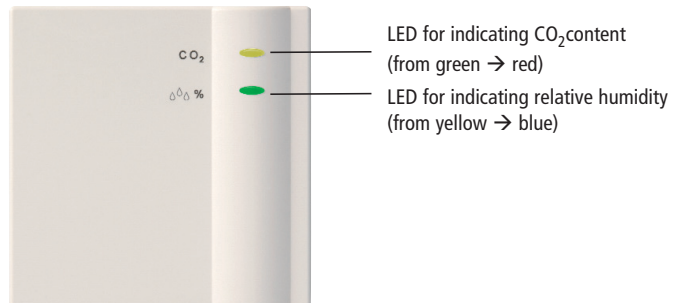 CO₂
%
LED for indicating CO₂content
(from green → red)
LED for indicating relative humidity
(from yellow → blue)